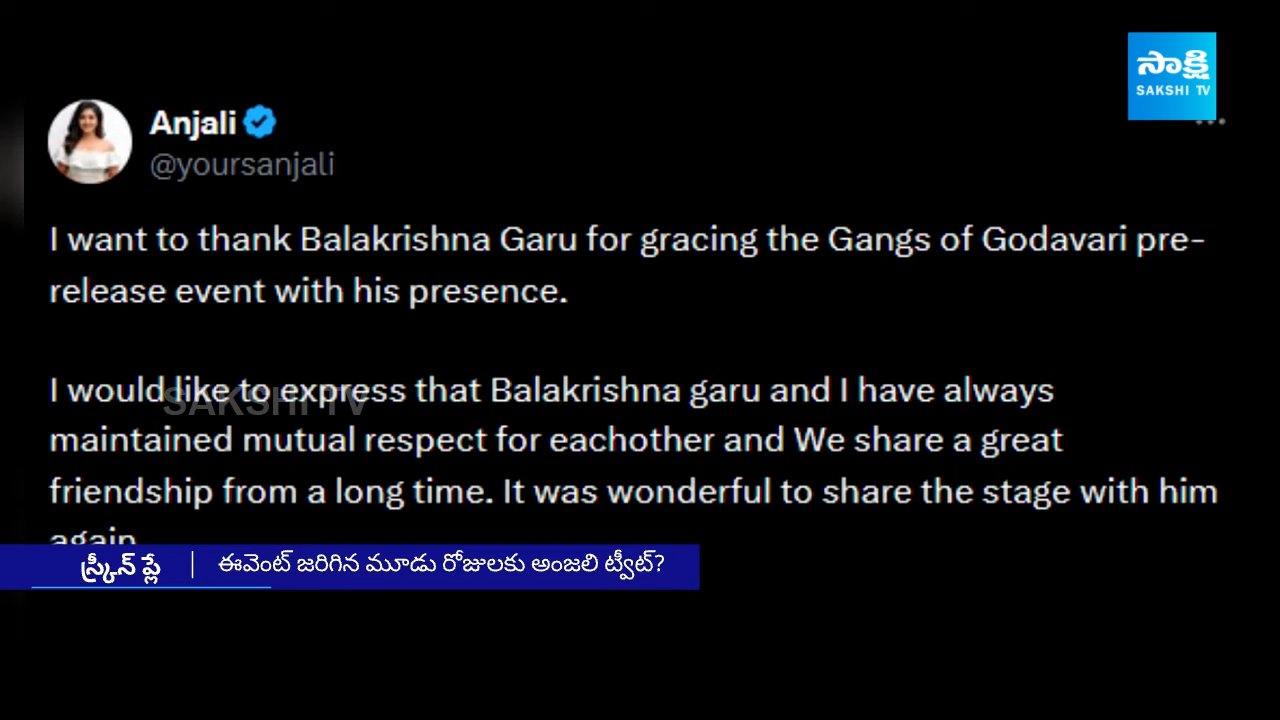 సాక్షి
SAKSHI TV
Anjali
@yoursanjali
I want to thank Balakrishna Garu for gracing the Gangs of Godavari pre-
release event with his presence.
I would like to express that Balakrishna garu and I have always
SAKSHI TV
maintained mutual respect for eachother and We share a great
friendship from a long time. It was wonderful to share the stage with him
again
స్క్రీన్ ప్లే | ఈవెంట్ జరిగిన మూడు రోజులకు అంజలి ట్వీట్?